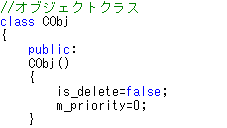 //オブジェクトクラス
class CObj
{
    public:
    CObj()
    {
        is_delete=false;
        m_priority=0;
    }